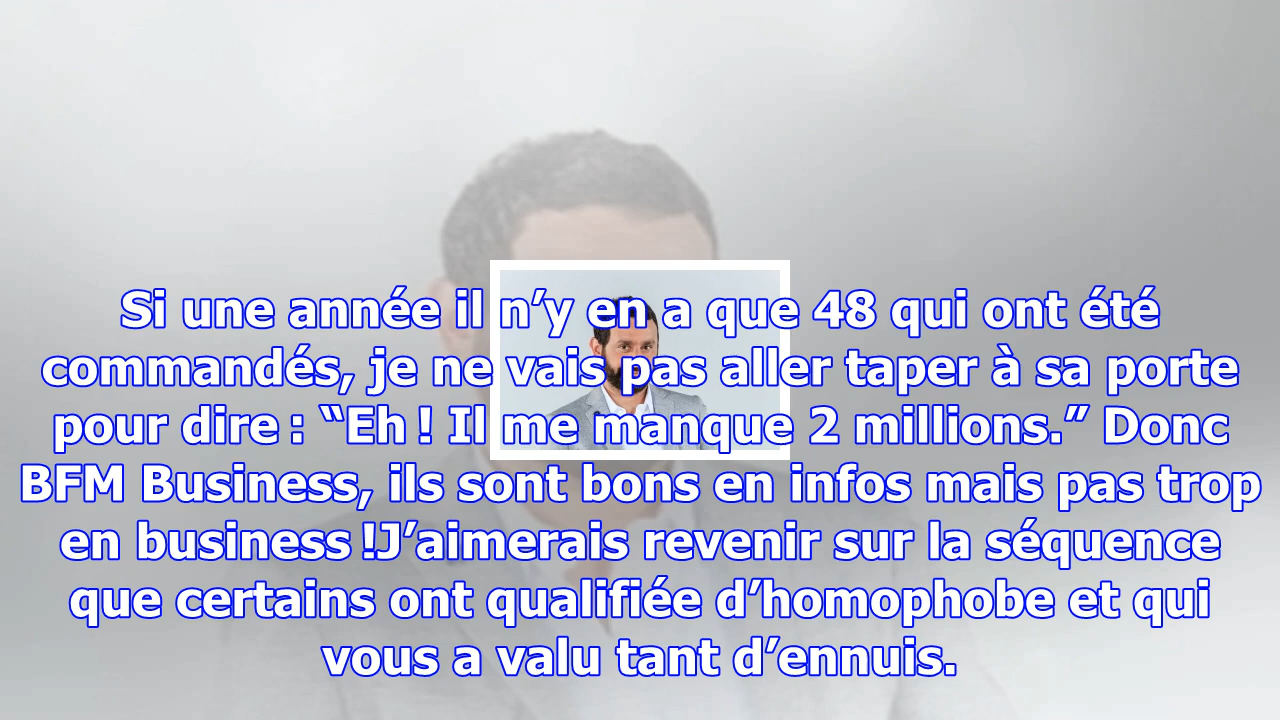 Si une année il n’y en a que 48 qui ont été
commandés, je ne vais pas aller taper à sa porte
pour dire : “Eh ! Il me manque 2 millions.” Donc
BFM Business, ils sont bons en infos mais pas trop
en business !J’aimerais revenir sur la séquence
que certains ont qualifiée d’homophobe et qui
vous a valu tant d’ennuis.